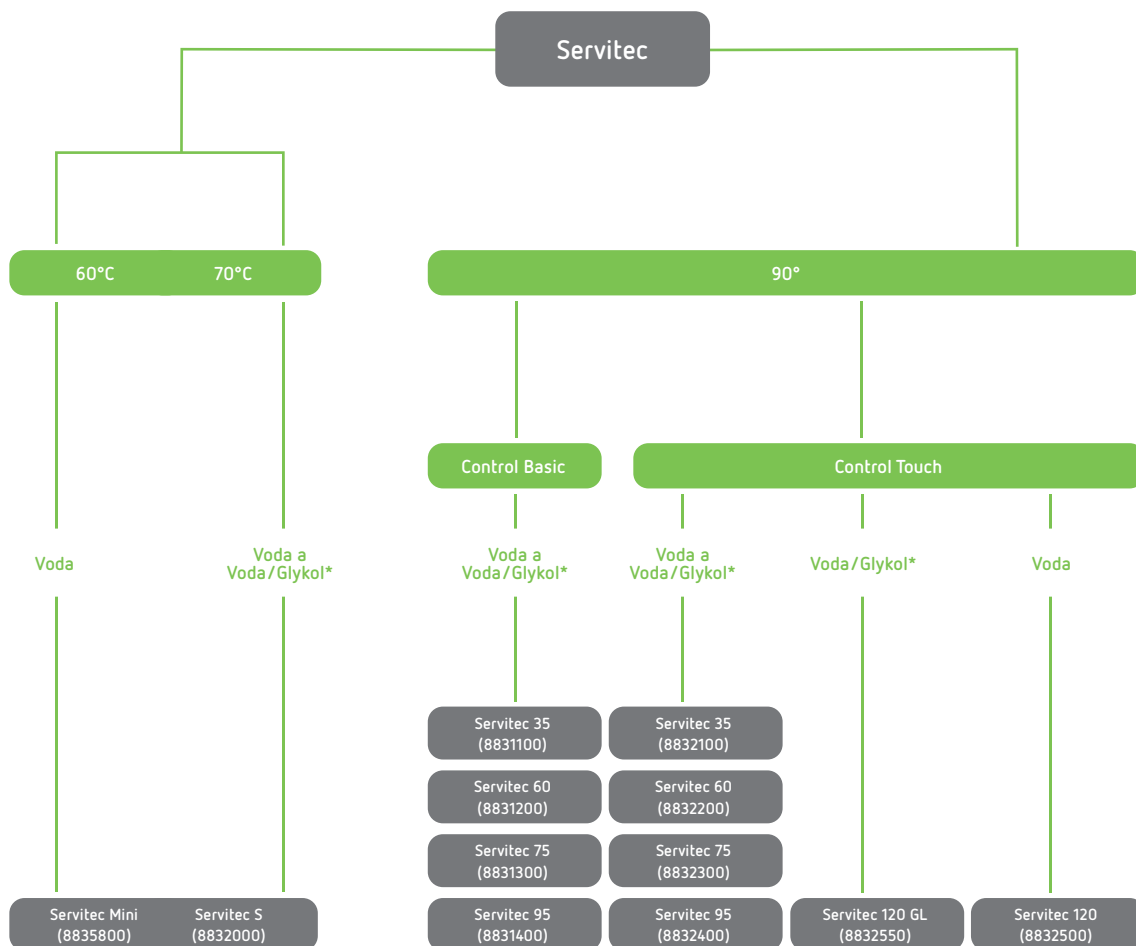 Servitec
60°C
70°C
90°
Control Basic
Control Touch
Voda
Voda a
Voda/Glykol*
Voda a
Voda/Glykol*
Voda a
Voda/Glykol*
Voda/Glykol*
Voda
Servitec 35
(8831100)
Servitec 35
(8832100)
Servitec 60
(8831200)
Servitec 60
(8832200)
Servitec 75
(8831300)
Servitec 75
(8832300)
Servitec Mini
(8835800)
Servitec S
(8832000)
Servitec 95
(8831400)
Servitec 95
(8832400)
Servitec 120 GL
(8832550)
Servitec 120
(8832500)